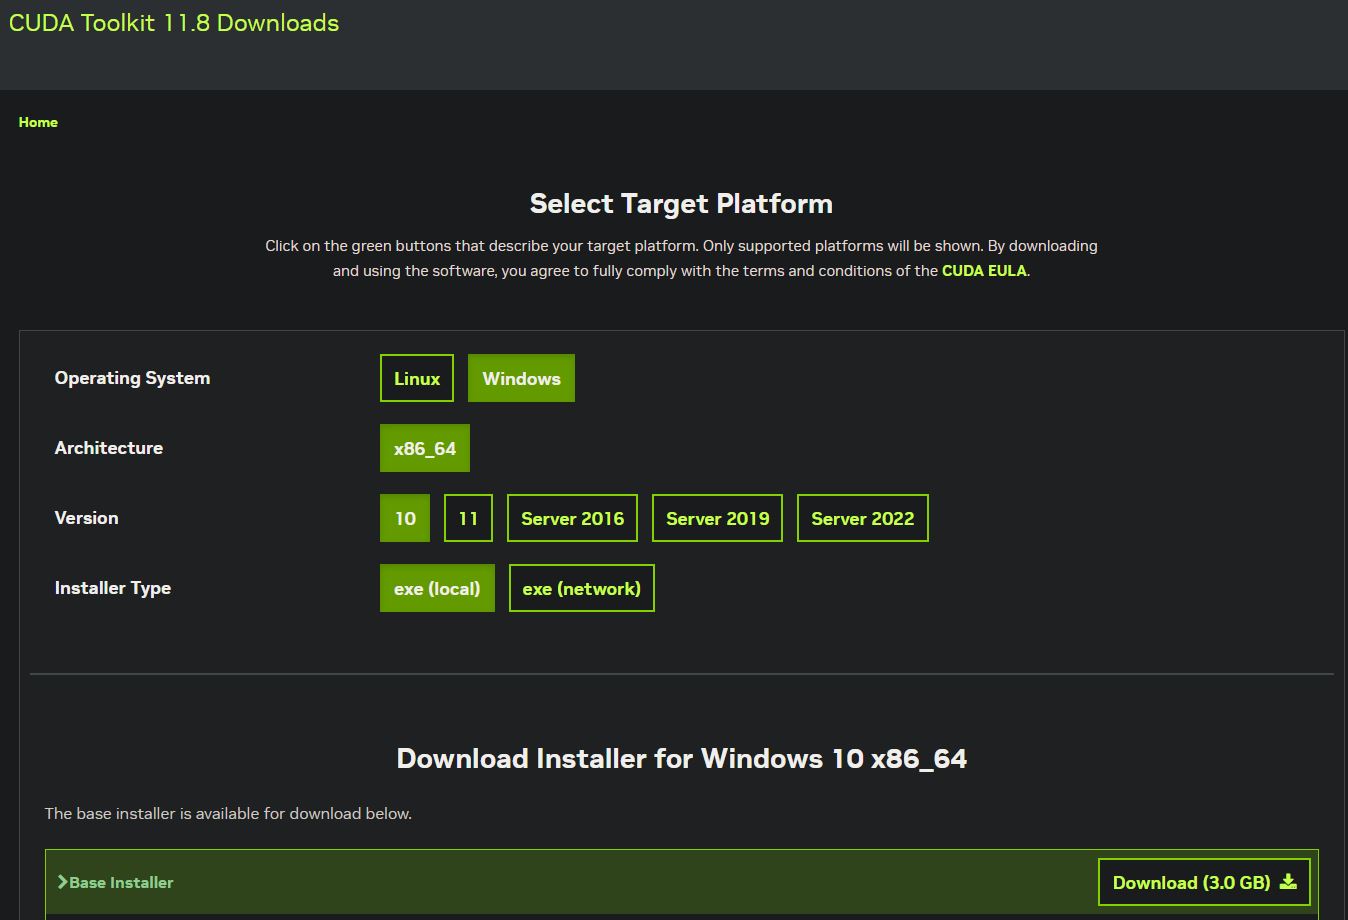 CUDA Toolkit 11.8 Downloads
Home
Select Target Platform
Click on the green buttons that describe your target platform. Only supported platforms will be shown. By downloading
and using the software, you agree to fully comply with the terms and conditions of the CUDA EULA.
Operating System Linux Windows
Architecture x86_64
Version 10 11 Server 2016 Server 2019 Server 2022
Installer Type exe (local) exe (network)
Download Installer for Windows 10 x86_64
The base installer is available for download below.
Base Installer Download (3.0 GB)